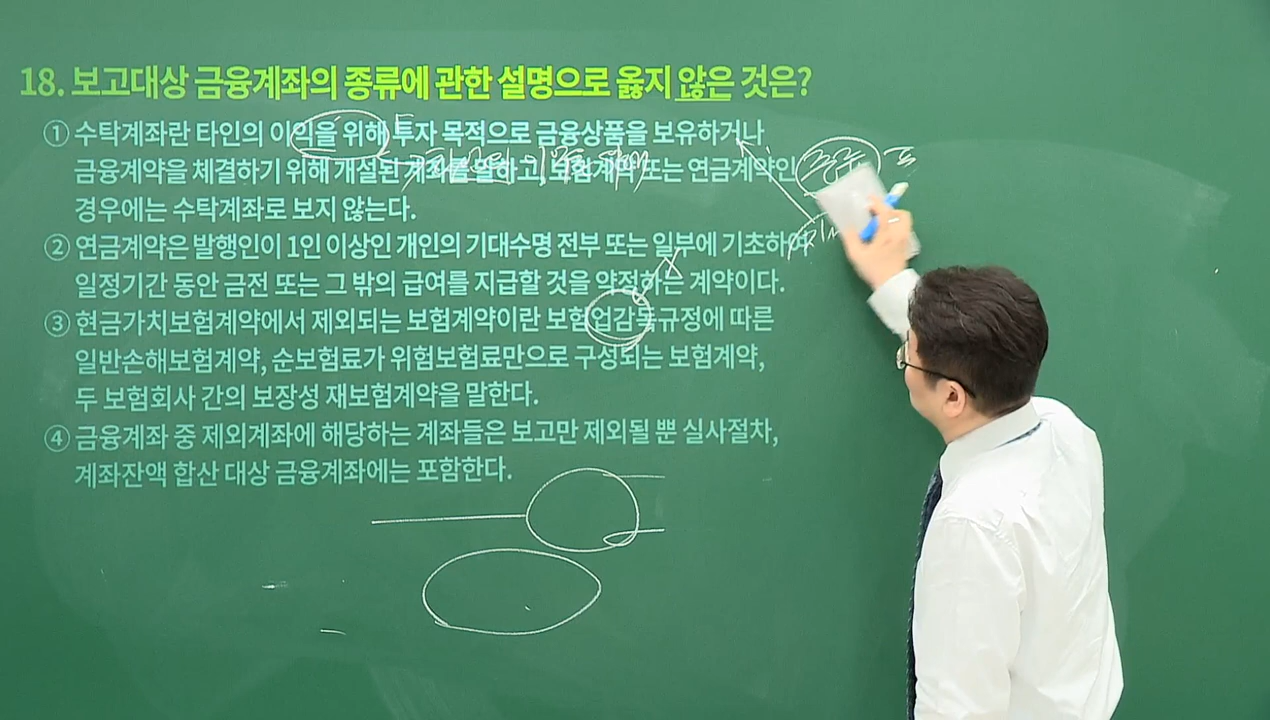 18. 보고대상 금융계좌의 종류에 관한 설명으로 옳지 않은 것은?
① 수탁계좌란 타인의 이익을 위해 투자 목적으로 금융상품을 보유하거나
금융계약을 체결하기 위해 개설된 계좌를 말하고, 보험계약 또는 연금계약인
경우에는 수탁계좌로 보지 않는다.
② 연금계약은 발행인이 1인 이상인 개인의 기대수명 전부 또는 일부에 기초하여
일정기간 동안 금전 또는 그 밖의 급여를 지급할 것을 약정하는 계약이다.
③ 현금가치보험계약에서 제외되는 보험계약이란 보험업감독규정에 따른
일반손해보험계약, 순보험료가 위험보험료만으로 구성되는 보험계약,
두 보험회사 간의 보장성 재보험계약을 말한다.
④ 금융계좌 중 제외계좌에 해당하는 계좌들은 보고만 제외될 뿐 실사절차,
계좌잔액 합산 대상 금융계좌에는 포함한다.